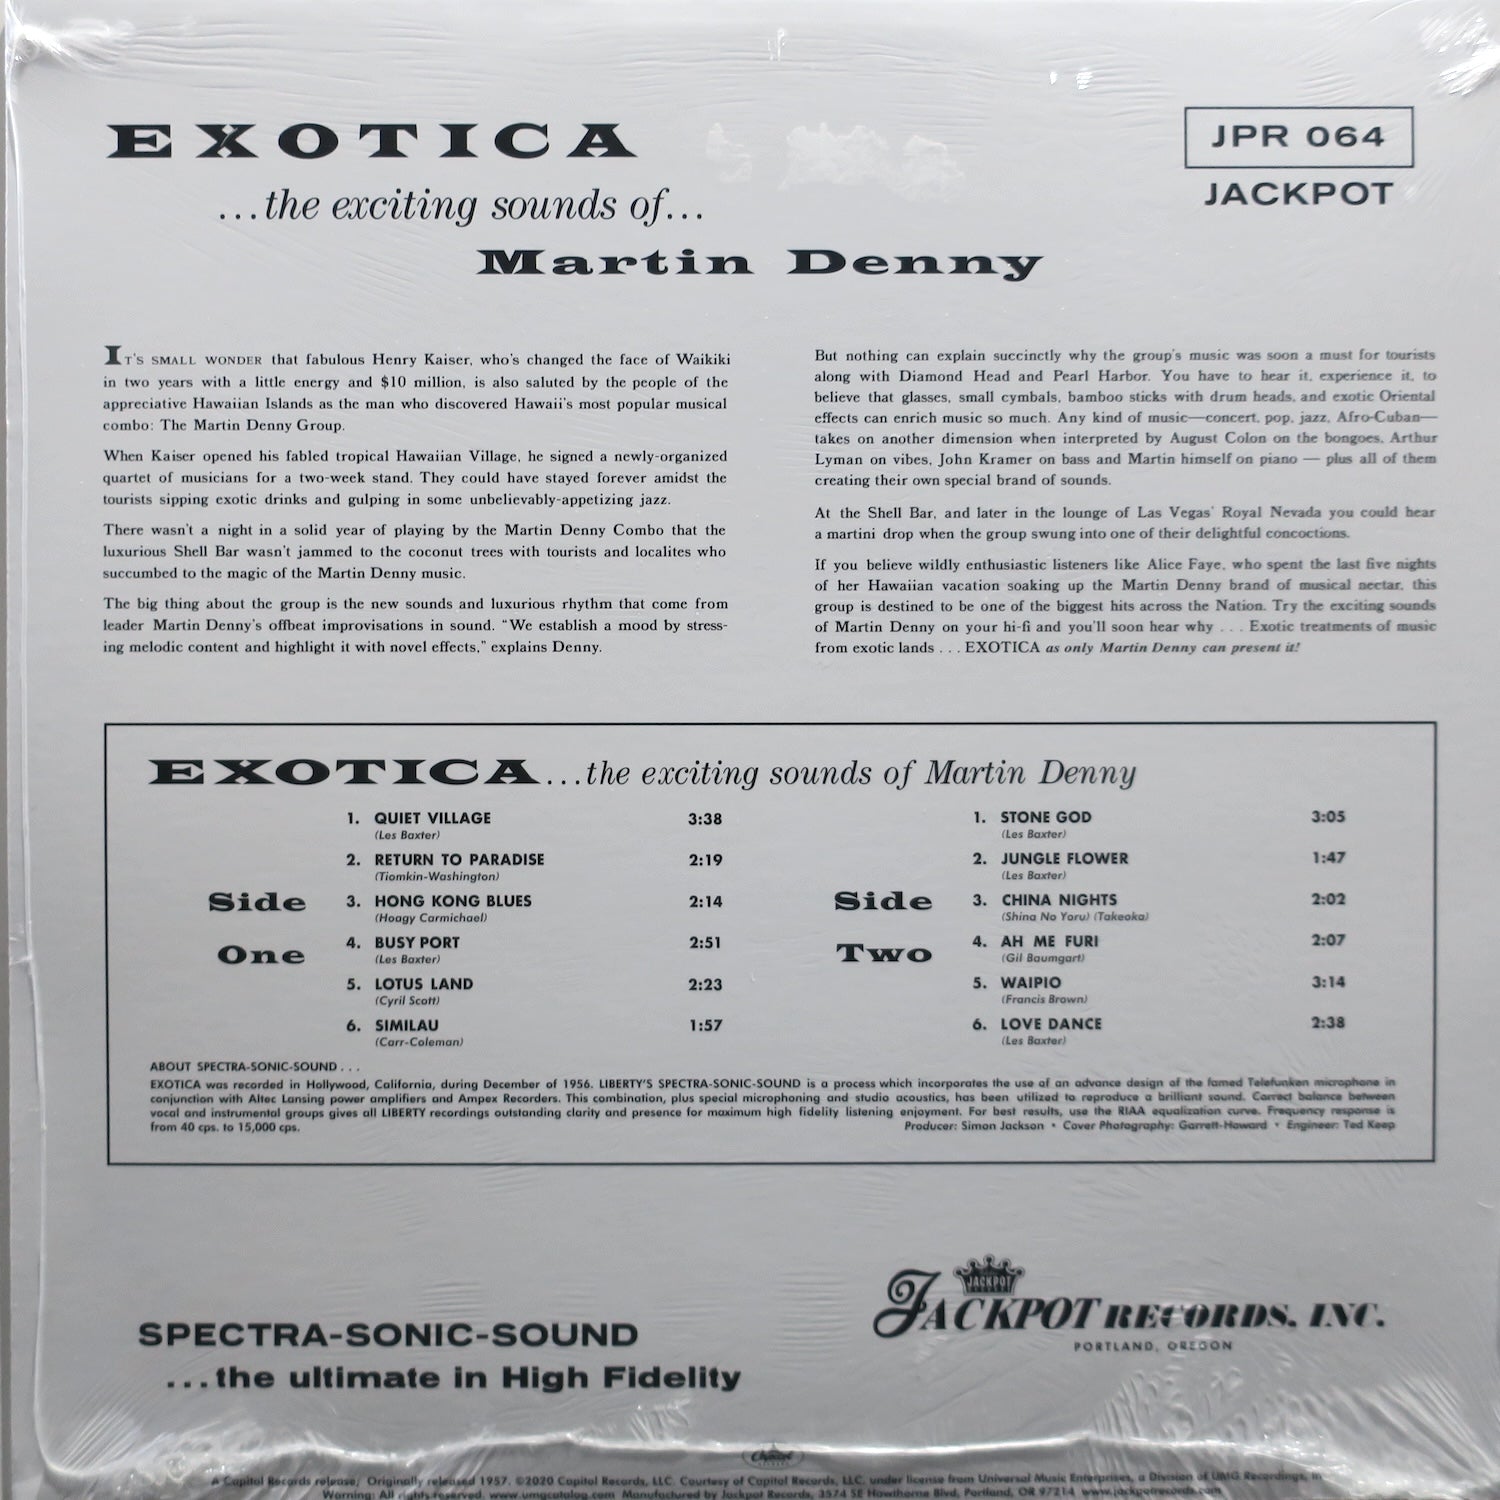 EXOTICA
...the exciting sounds of...
Martin Denny
JPR 064
JACKPOT
IT'S SMALL WONDER that fabulous Henry Kaiser, who's changed the face of Waikiki
in two years with a little energy and $10 million, is also saluted by the people of the
appreciative Hawaiian Islands as the man who discovered Hawaii's most popular musical
combo: The Martin Denny Group.
When Kaiser opened his fabled tropical Hawaiian Village, he signed a newly-organized
quartet of musicians for a two-week stand. They could have stayed forever amidst the
tourists sipping exotic drinks and gulping in some unbelievably-appetizing jazz.
There wasn't a night in a solid year of playing by the Martin Denny Combo that the
luxurious Shell Bar wasn't jammed to the coconut trees with tourists and localites who
succumbed to the magic of the Martin Denny music.
The big thing about the group is the new sounds and luxurious rhythm that come from
leader Martin Denny's offbeat improvisations in sound. "We establish a mood by stress-
ing melodic content and highlight it with novel effects," explains Denny.
But nothing can explain succinctly why the group's music was soon a must for tourists
along with Diamond Head and Pearl Harbor. You have to hear it, experience it, to
believe that glasses, small cymbals, bamboo sticks with drum heads, and exotic Oriental
effects can enrich music so much. Any kind of music—concert, pop, jazz, Afro-Cuban—
takes on another dimension when interpreted by August Colon on the bongoes, Arthur
Lyman on vibes, John Kramer on bass and Martin himself on piano — plus all of them
creating their own special brand of sounds.
At the Shell Bar, and later in the lounge of Las Vegas' Royal Nevada you could hear
a martini drop when the group swung into one of their delightful concoctions.
If you believe wildly enthusiastic listeners like Alice Faye, who spent the last five nights
of her Hawaiian vacation soaking up the Martin Denny brand of musical nectar, this
group is destined to be one of the biggest hits across the Nation. Try the exciting sounds
of Martin Denny on your hi-fi and you'll soon hear why . . . Exotic treatments of music
from exotic lands . . . EXOTICA as only Martin Denny can present it!
EXOTICA...the exciting sounds of Martin Denny
Side One
1. QUIET VILLAGE 3:38
(Les Baxter)
2. RETURN TO PARADISE 2:19
(Tiomkin-Washington)
3. HONG KONG BLUES 2:14
(Hoagy Carmichael)
4. BUSY PORT 2:51
(Les Baxter)
5. LOTUS LAND 2:23
(Cyril Scott)
6. SIMILAU 1:57
(Carr-Coleman)
Side Two
1. STONE GOD 3:05
(Les Baxter)
2. JUNGLE FLOWER 1:47
(Les Baxter)
3. CHINA NIGHTS 2:02
(Shina No Yoru) (Takeoka)
4. AH ME FURI 2:07
(Gil Baumgart)
5. WAIPIO 3:14
(Francis Brown)
6. LOVE DANCE 2:38
(Les Baxter)
ABOUT SPECTRA-SONIC-SOUND . . .
EXOTICA was recorded in Hollywood, California, during December of 1956. LIBERTY'S SPECTRA-SONIC-SOUND is a process which incorporates the use of an advance design of the famed Telefunken microphone in
conjunction with Altec Lansing power amplifiers and Ampex Recorders. This combination, plus special microphoning and studio acoustics, has been utilized to reproduce a brilliant sound. Correct balance between
vocal and instrumental groups gives all LIBERTY recordings outstanding clarity and presence for maximum high fidelity listening enjoyment. For best results, use the RIAA equalization curve. Frequency response is
from 40 cps. to 15,000 cps.
Producer: Simon Jackson • Cover Photography: Garrett-Howard • Engineer: Ted Keep
SPECTRA-SONIC-SOUND
...the ultimate in High Fidelity
JACKPOT
JACKPOT RECORDS, INC.
PORTLAND, OREGON
Capitol
A Capitol Records release; Originally released 1957. ©2020 Capitol Records, LLC. Courtesy of Capitol Records, LLC. under license from Universal Music Enterprises, a Division of UMG Recordings, In
Warning: All rights reserved. www.umgcatalog.com Manufactured by Jackpot Records, 3574 SE Hawthorne Blvd, Portland, OR 97214 www.jackpotrecords.com